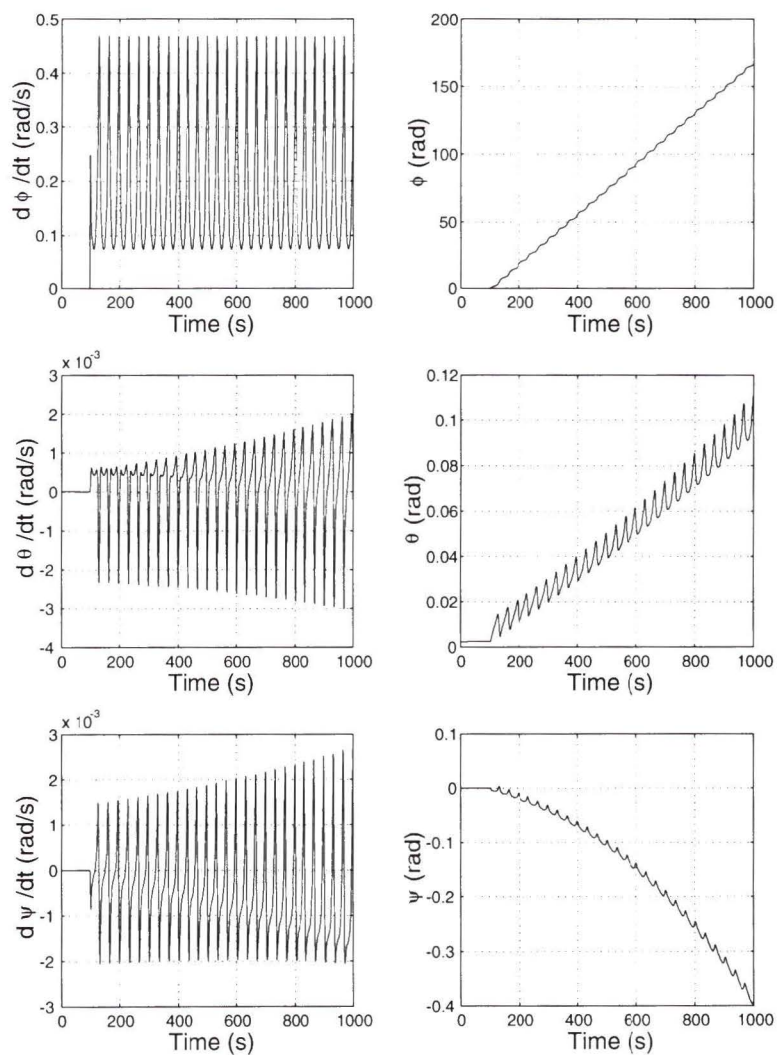 0.5
0.4
0.3
0.2
0.1
0
d ϕ /dt (rad/s)
0 200 400 600 800 1000
Time (s)
200
150
100
50
0
ϕ (rad)
0 200 400 600 800 1000
Time (s)
x 10⁻³
3
2
1
0
-1
-2
-3
-4
d θ /dt (rad/s)
0 200 400 600 800 1000
Time (s)
0.12
0.1
0.08
0.06
0.04
0.02
0
θ (rad)
0 200 400 600 800 1000
Time (s)
x 10⁻³
3
2
1
0
-1
-2
-3
d ψ /dt (rad/s)
0 200 400 600 800 1000
Time (s)
0.1
0
-0.1
-0.2
-0.3
-0.4
ψ (rad)
0 200 400 600 800 1000
Time (s)